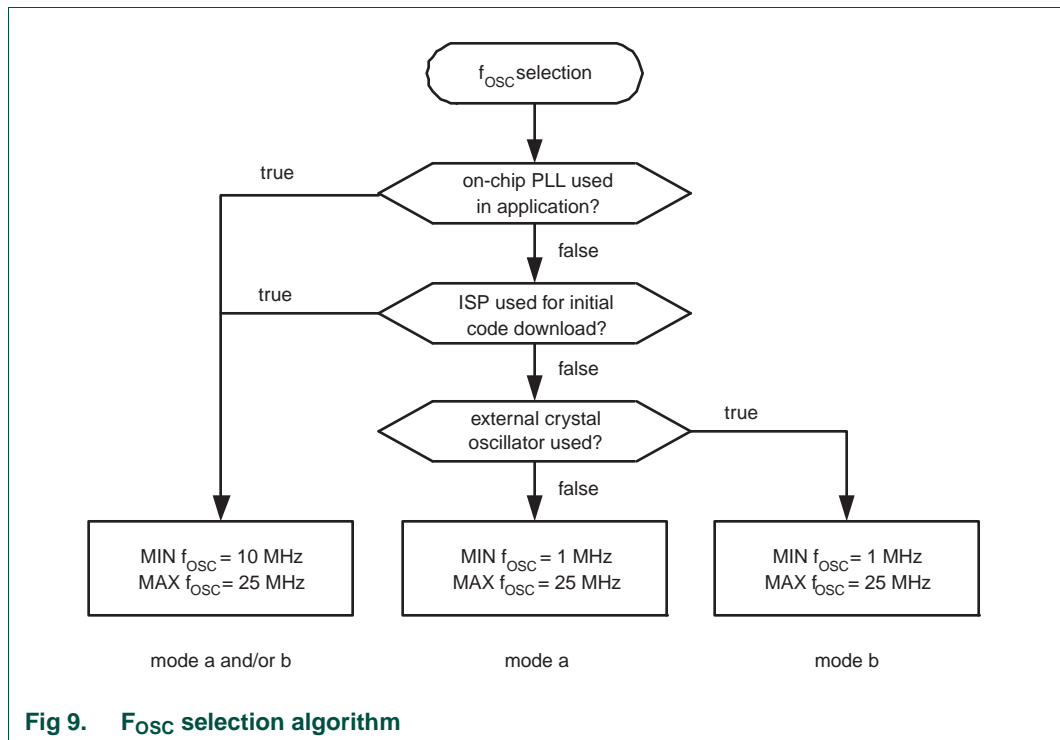 fOSC selection
true
on-chip PLL used
in application?
false
true
ISP used for initial
code download?
false
external crystal
oscillator used?
true
false
MIN fOSC = 10 MHz
MAX fOSC = 25 MHz
MIN fOSC = 1 MHz
MAX fOSC = 25 MHz
MIN fOSC = 1 MHz
MAX fOSC = 25 MHz
mode a and/or b
mode a
mode b
Fig 9. FOSC selection algorithm